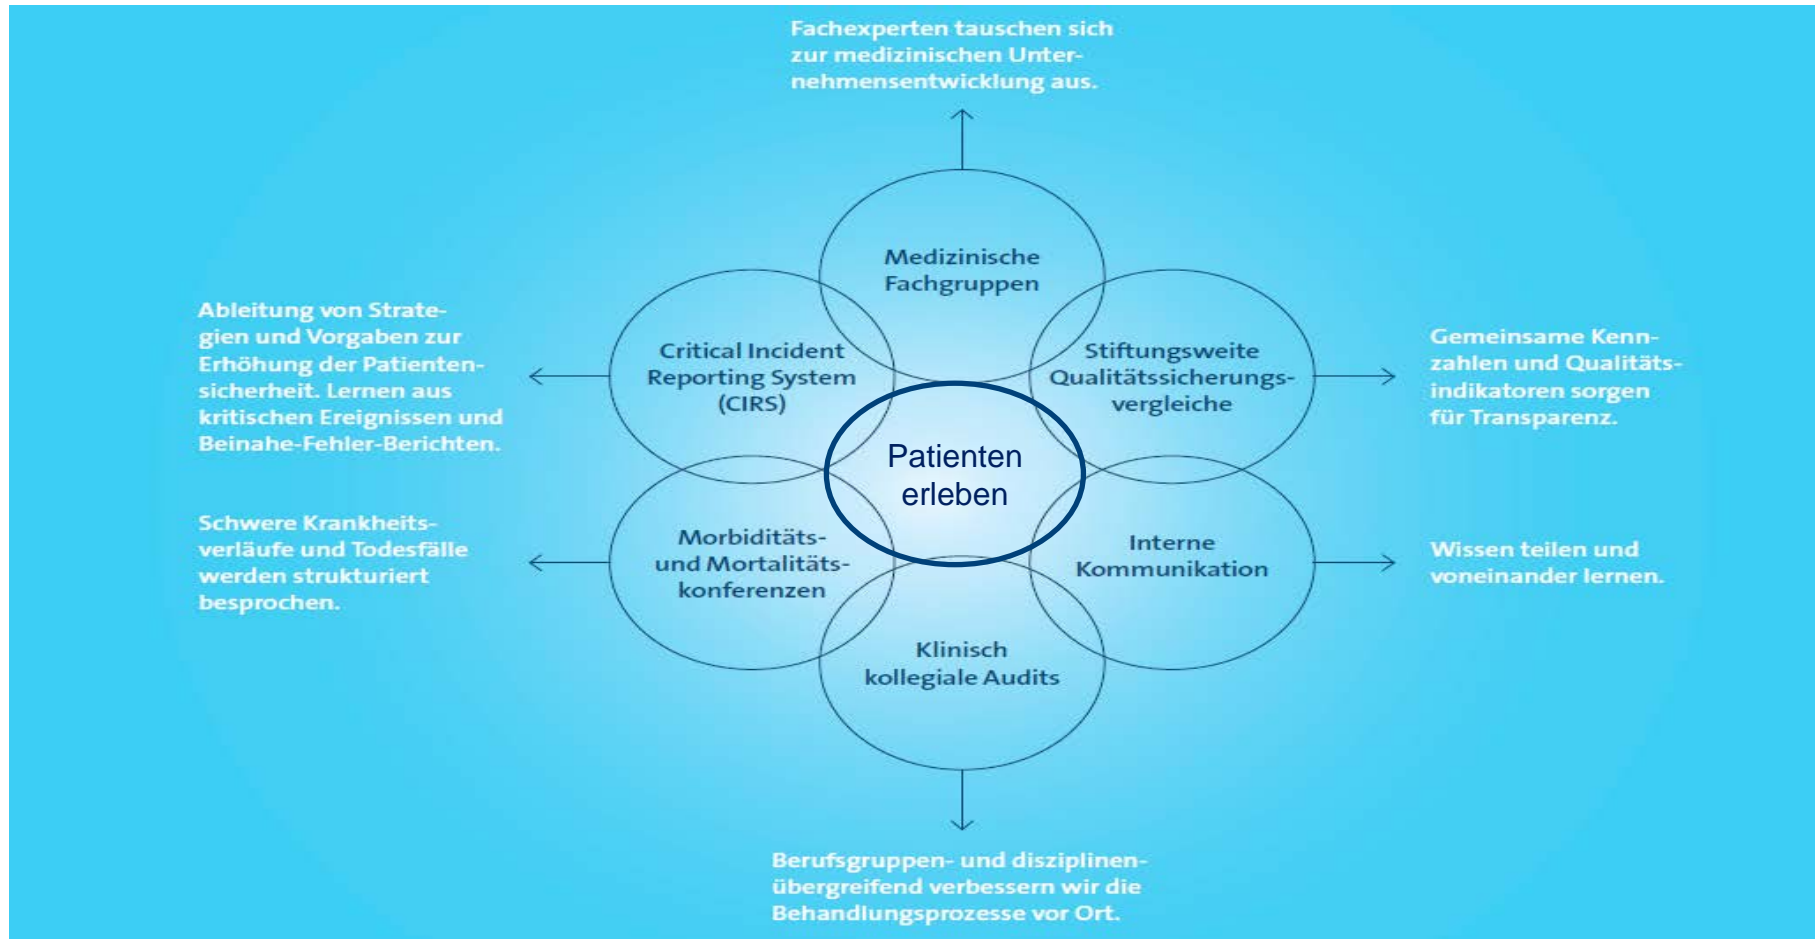 Fachexperten tauschen sich
zur medizinischen Unter-
nehmensentwicklung aus.
Medizinische
Fachgruppen
Ableitung von Strate-
gien und Vorgaben zur
Erhöhung der Patienten-
sicherheit. Lernen aus
kritischen Ereignissen und
Beinahe-Fehler-Berichten.
Critical Incident
Reporting System
(CIRS)
Stiftungsweite
Qualitätssicherungs-
vergleiche
Gemeinsame Kenn-
zahlen und Qualitäts-
indikatoren sorgen
für Transparenz.
Patienten
erleben
Schwere Krankheits-
verläufe und Todesfälle
werden strukturiert
besprochen.
Morbiditäts-
und Mortalitäts-
konferenzen
Interne
Kommunikation
Wissen teilen und
voneinander lernen.
Klinisch
kollegiale Audits
Berufsgruppen- und disziplinen-
übergreifend verbessern wir die
Behandlungsprozesse vor Ort.